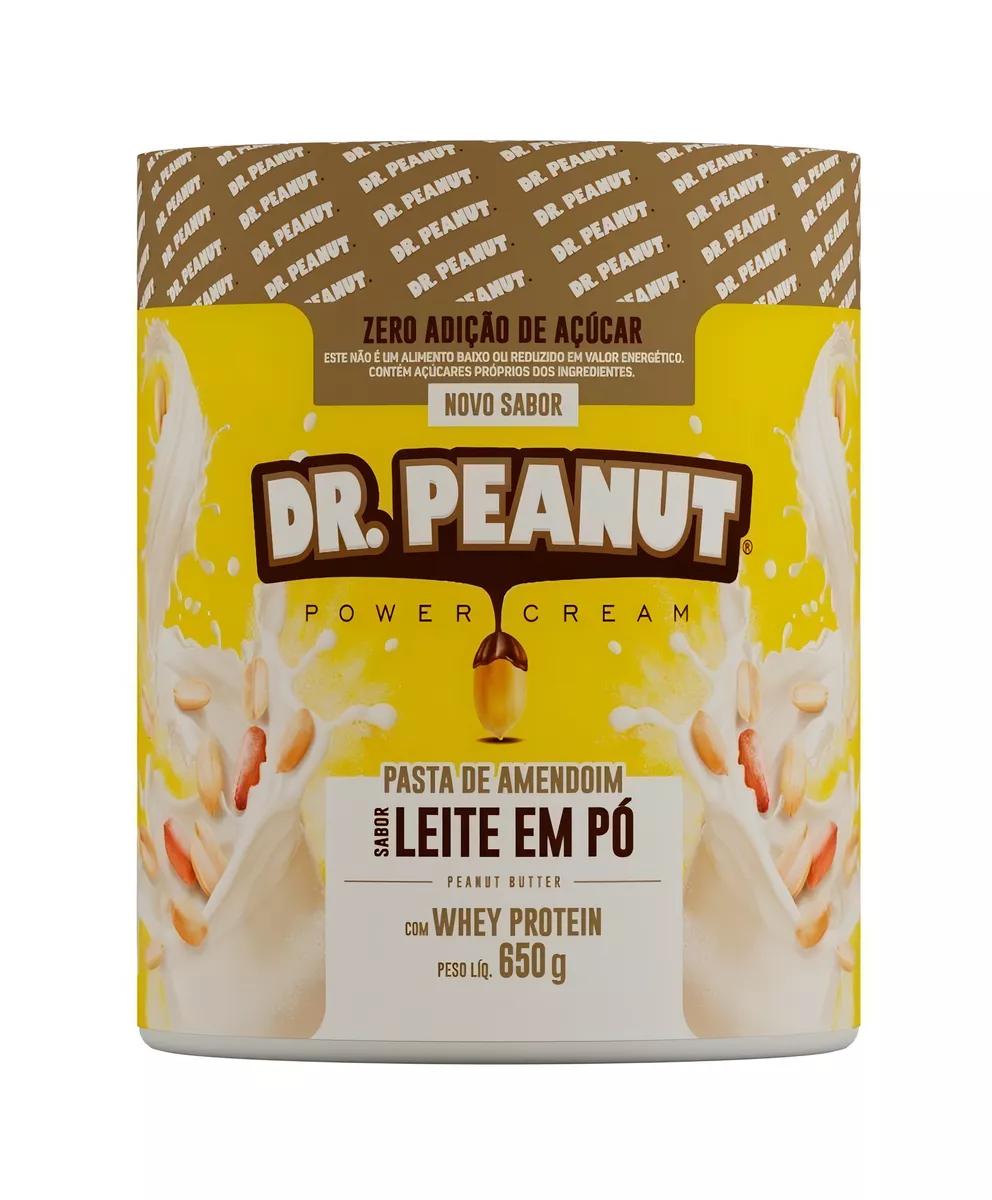 DR. PEANUT
ZERO ADIÇÃO DE AÇÚCAR
ESTE NÃO É UM ALIMENTO BAIXO OU REDUZIDO EM VALOR ENERGÉTICO.
CONTÉM AÇÚCARES PRÓPRIOS DOS INGREDIENTES.
NOVO SABOR
DR. PEANUT®
POWER CREAM
PASTA DE AMENDOIM
SABOR LEITE EM PÓ
PEANUT BUTTER
COM WHEY PROTEIN
PESO LÍQ. 650 g